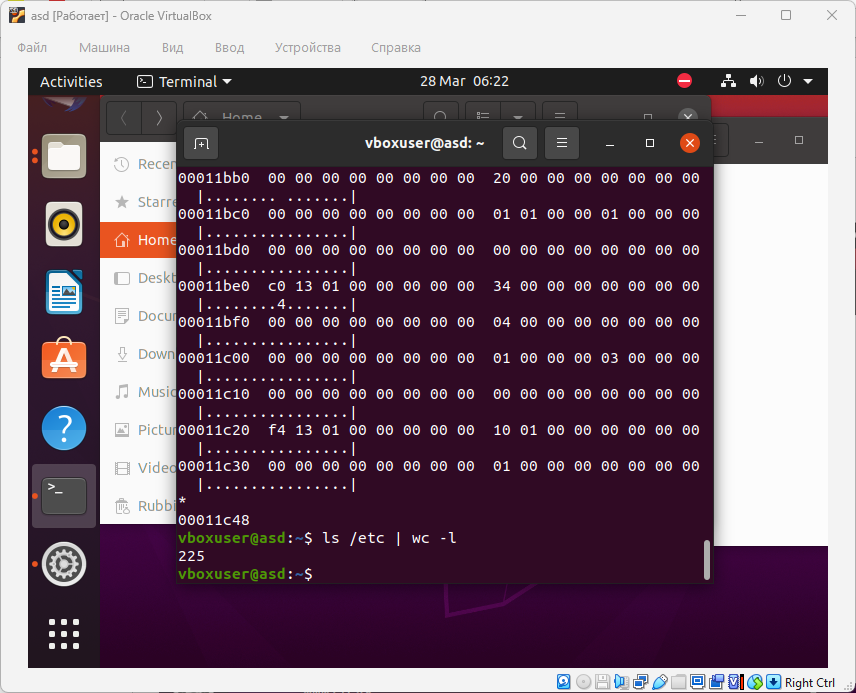 asd [Работает] - Oracle VirtualBox
Файл Машина Вид Ввод Устройства Справка
Activities Terminal 28 Mar 06:22
Home
vboxuser@asd: ~
Starre
Home
Deskt
Docum
Down
Music
Pictur
Video
Rubbi
00011bb0  00 00 00 00 00 00 00 00  20 00 00 00 00 00 00 00
|........ .......|
00011bc0  00 00 00 00 00 00 00 00  01 01 00 00 01 00 00 00
|................|
00011bd0  00 00 00 00 00 00 00 00  00 00 00 00 00 00 00 00
|................|
00011be0  c0 13 01 00 00 00 00 00  34 00 00 00 00 00 00 00
|........4.......|
00011bf0  00 00 00 00 00 00 00 00  04 00 00 00 00 00 00 00
|................|
00011c00  00 00 00 00 00 00 00 00  01 00 00 00 03 00 00 00
|................|
00011c10  00 00 00 00 00 00 00 00  00 00 00 00 00 00 00 00
|................|
00011c20  f4 13 01 00 00 00 00 00  10 01 00 00 00 00 00 00
|................|
00011c30  00 00 00 00 00 00 00 00  01 00 00 00 00 00 00 00
|................|
*
00011c48
vboxuser@asd:~$ ls /etc | wc -l
225
vboxuser@asd:~$
Right Ctrl